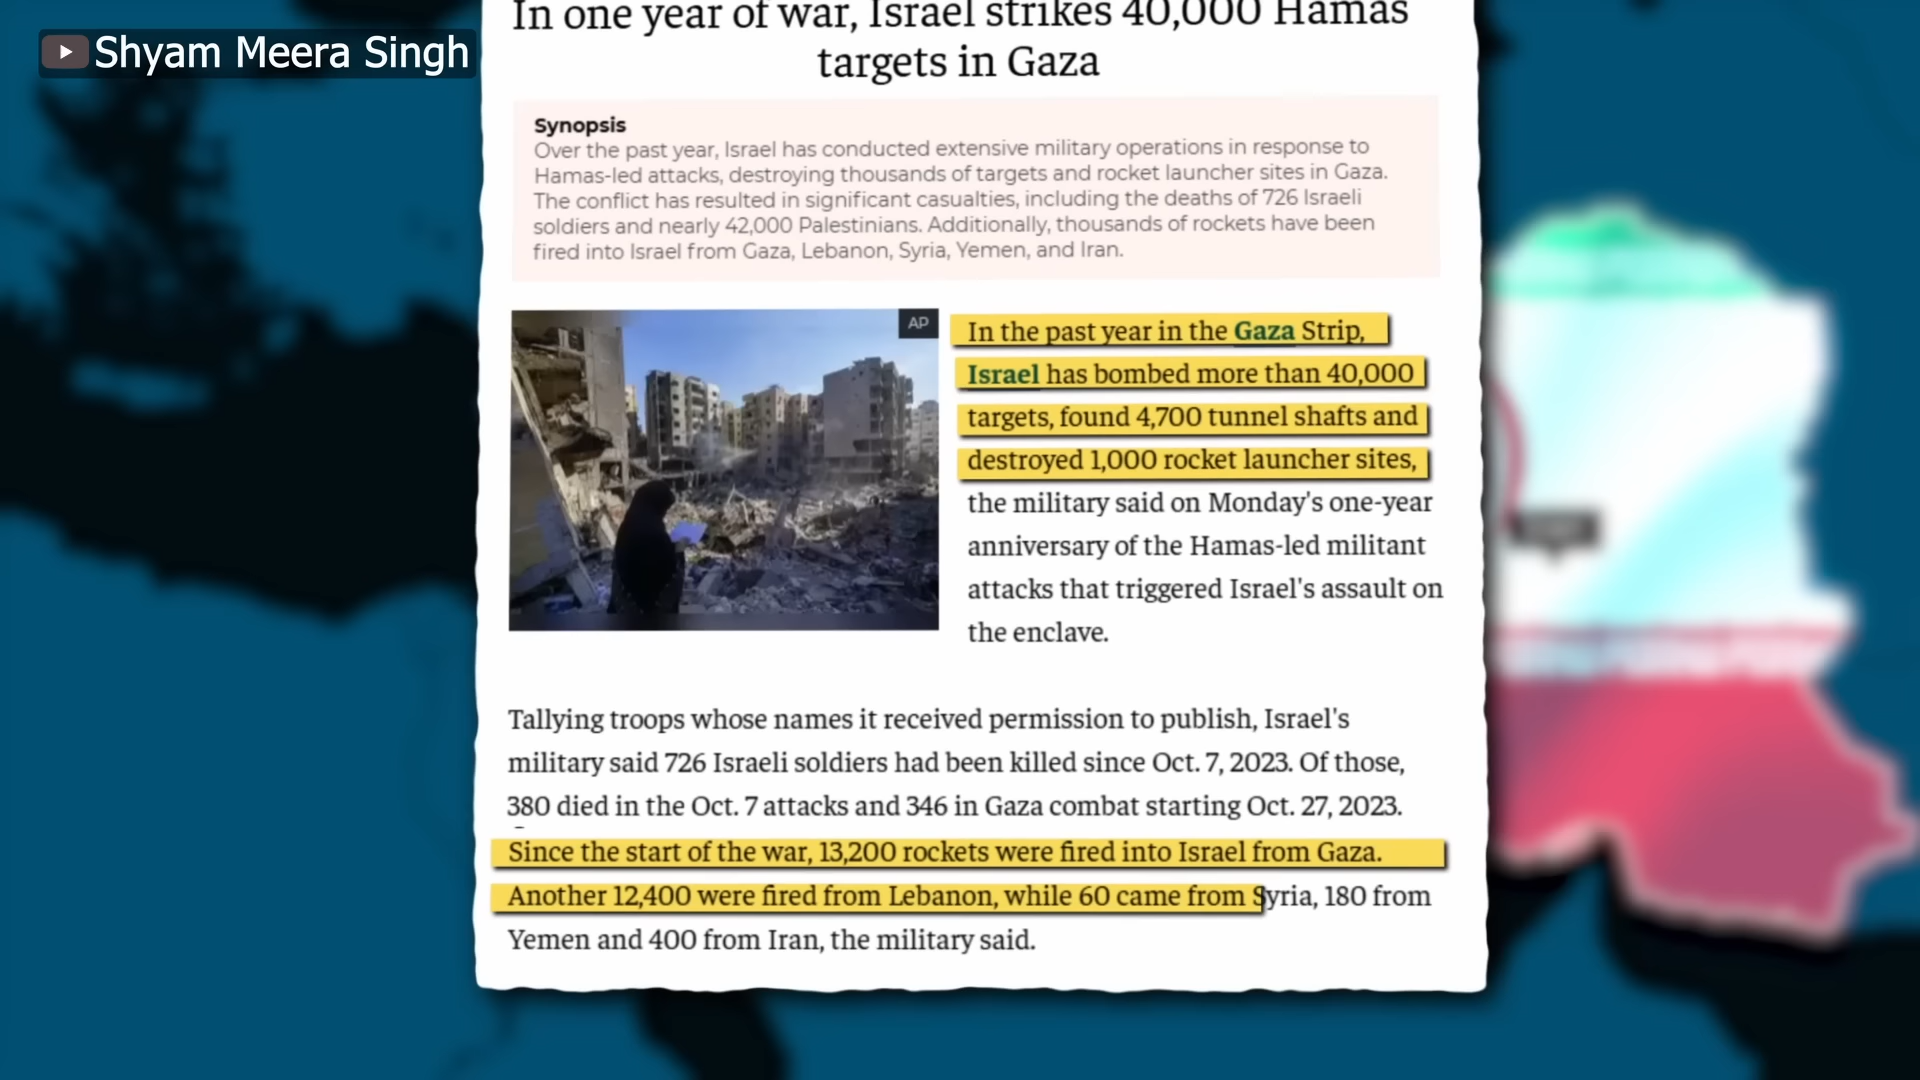 Shyam Meera Singh
In one year of war, Israel strikes 40,000 Hamas
targets in Gaza
Synopsis
Over the past year, Israel has conducted extensive military operations in response to
Hamas-led attacks, destroying thousands of targets and rocket launcher sites in Gaza.
The conflict has resulted in significant casualties, including the deaths of 726 Israeli
soldiers and nearly 42,000 Palestinians. Additionally, thousands of rockets have been
fired into Israel from Gaza, Lebanon, Syria, Yemen, and Iran.
AP
In the past year in the Gaza Strip,
Israel has bombed more than 40,000
targets, found 4,700 tunnel shafts and
destroyed 1,000 rocket launcher sites,
the military said on Monday's one-year
anniversary of the Hamas-led militant
attacks that triggered Israel's assault on
the enclave.
Tallying troops whose names it received permission to publish, Israel's
military said 726 Israeli soldiers had been killed since Oct. 7, 2023. Of those,
380 died in the Oct. 7 attacks and 346 in Gaza combat starting Oct. 27, 2023.
Since the start of the war, 13,200 rockets were fired into Israel from Gaza.
Another 12,400 were fired from Lebanon, while 60 came from Syria, 180 from
Yemen and 400 from Iran, the military said.